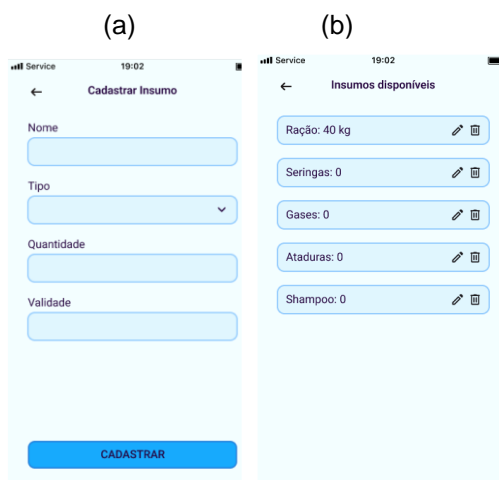 (a)
Service 19:02
Cadastrar Insumo
Nome
Tipo
Quantidade
Validade
CADASTRAR
(b)
Service 19:02
Insumos disponíveis
Ração: 40 kg
Seringas: 0
Gases: 0
Ataduras: 0
Shampoo: 0